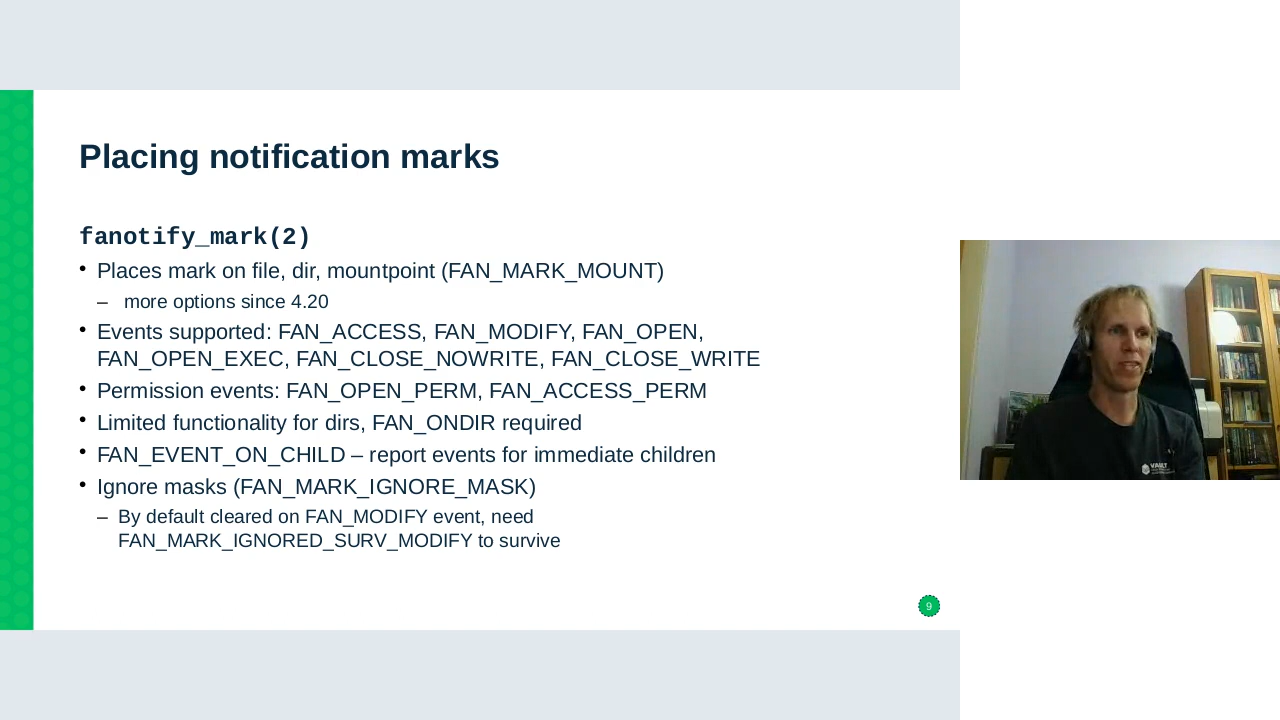 Placing notification marks
fanotify_mark(2)
• Places mark on file, dir, mountpoint (FAN_MARK_MOUNT)
– more options since 4.20
• Events supported: FAN_ACCESS, FAN_MODIFY, FAN_OPEN,
FAN_OPEN_EXEC, FAN_CLOSE_NOWRITE, FAN_CLOSE_WRITE
• Permission events: FAN_OPEN_PERM, FAN_ACCESS_PERM
• Limited functionality for dirs, FAN_ONDIR required
• FAN_EVENT_ON_CHILD – report events for immediate children
• Ignore masks (FAN_MARK_IGNORE_MASK)
– By default cleared on FAN_MODIFY event, need
FAN_MARK_IGNORED_SURV_MODIFY to survive
9
VAULT